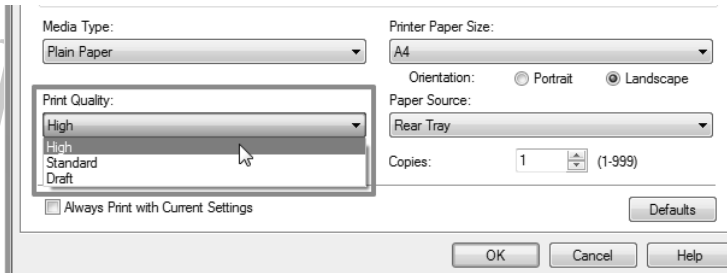 Media Type:
Plain Paper
Printer Paper Size:
A4
Orientation: Portrait Landscape
Print Quality:
High
High
Standard
Draft
Paper Source:
Rear Tray
Copies: 1 (1-999)
Always Print with Current Settings
Defaults
OK Cancel Help